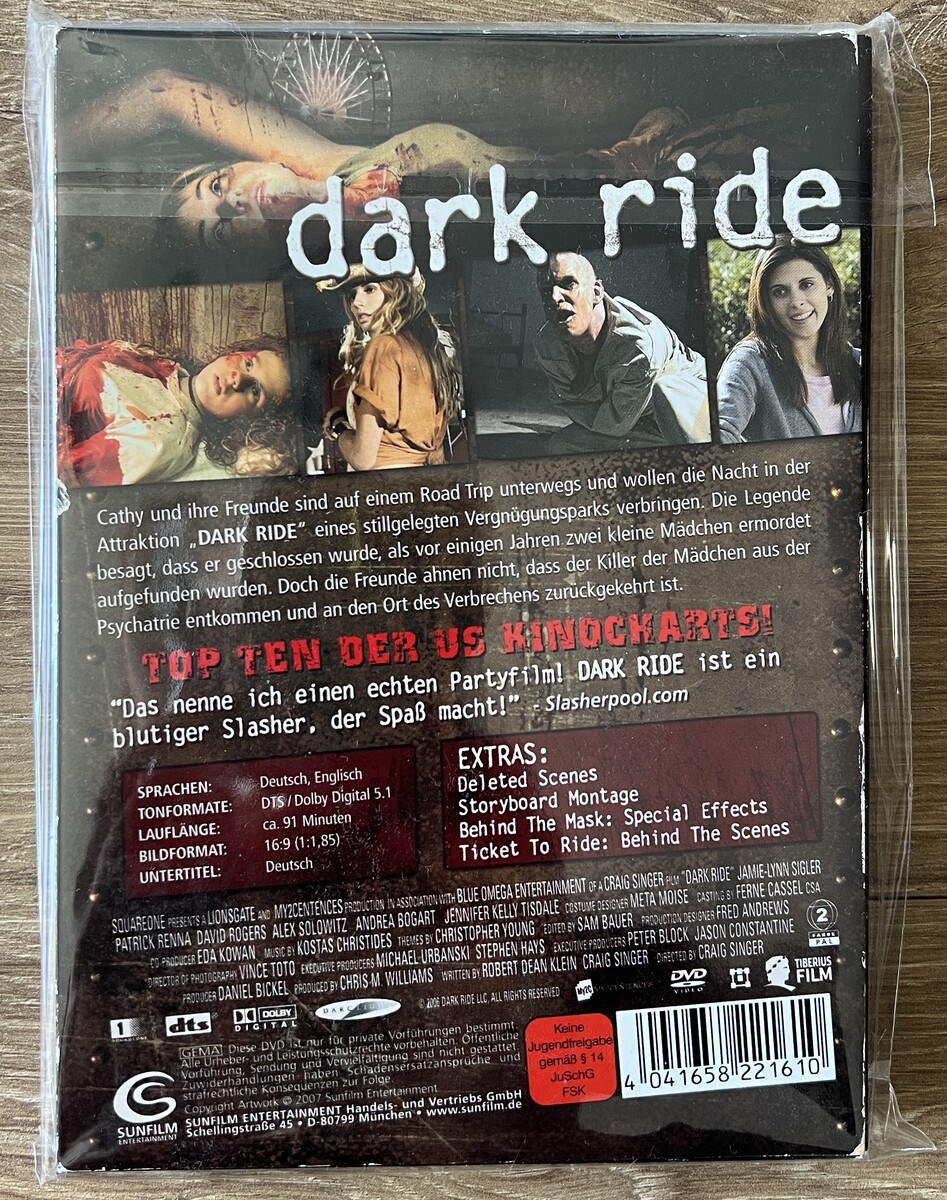 dark ride
Cathy und ihre Freunde sind auf einem Road Trip unterwegs und wollen die Nacht in der
Attraktion „DARK RIDE“ eines stillgelegten Vergnügungsparks verbringen. Die Legende
besagt, dass er geschlossen wurde, als vor einigen Jahren zwei kleine Mädchen ermordet
aufgefunden wurden. Doch die Freunde ahnen nicht, dass der Killer der Mädchen aus der
Psychatrie entkommen und an den Ort des Verbrechens zurückgekehrt ist.
TOP TEN DER US KINOCHARTS!
“Das nenne ich einen echten Partyfilm! DARK RIDE ist ein
blutiger Slasher, der Spaß macht!” - Slasherpool.com
SPRACHEN: Deutsch, Englisch
TONFORMATE: DTS / Dolby Digital 5.1
LAUFLÄNGE: ca. 91 Minuten
BILDFORMAT: 16:9 (1:1,85)
UNTERTITEL: Deutsch
EXTRAS:
Deleted Scenes
Storyboard Montage
Behind The Mask: Special Effects
Ticket To Ride: Behind The Scenes
SQUAREONE PRESENTS A LIONSGATE AND MY2CENTENCES PRODUCTION IN ASSOCIATION WITH BLUE OMEGA ENTERTAINMENT OF A CRAIG SINGER FILM "DARK RIDE" JAMIE-LYNN SIGLER
PATRICK RENNA DAVID ROGERS ALEX SOLOWITZ ANDREA BOGART JENNIFER KELLY TISDALE COSTUME DESIGNER META MOISE CASTING BY FERNE CASSEL CSA
CO-PRODUCER EDA KOWAN MUSIC BY KOSTAS CHRISTIDES THEMES BY CHRISTOPHER YOUNG EDITED BY SAM BAUER PRODUCTION DESIGNER FRED ANDREWS
DIRECTOR OF PHOTOGRAPHY VINCE TOTO EXECUTIVE PRODUCERS MICHAEL URBANSKI STEPHEN HAYS EXECUTIVE PRODUCERS PETER BLOCK JASON CONSTANTINE
PRODUCER DANIEL BICKEL PRODUCED BY CHRIS M. WILLIAMS WRITTEN BY ROBERT DEAN KLEIN CRAIG SINGER DIRECTED BY CRAIG SINGER
2
PAL
© 2006 DARK RIDE LLC, ALL RIGHTS RESERVED
DVD
VIDEO
TIBERIUS
FILM
1
dts
DOLBY
DIGITAL
GEMA Diese DVD ist nur für private Vorführungen bestimmt.
Alle Urheber- und Leistungsschutzrechte vorbehalten. Öffentliche
Vorführung, Sendung und Vervielfältigung sind nicht gestattet.
Zuwiderhandlungen haben Schadensersatzansprüche, und
strafrechtliche Konsequenzen zur Folge.
Copyright Artwork © 2007 Sunfilm Entertainment
SUNFILM ENTERTAINMENT Handels- und Vertriebs GmbH
Schellingstraße 45 • D-80799 München • www.sunfilm.de
SUNFILM
ENTERTAINMENT
Keine
Jugendfreigabe
gemäß § 14
JuSchG
FSK
4 041658 221610